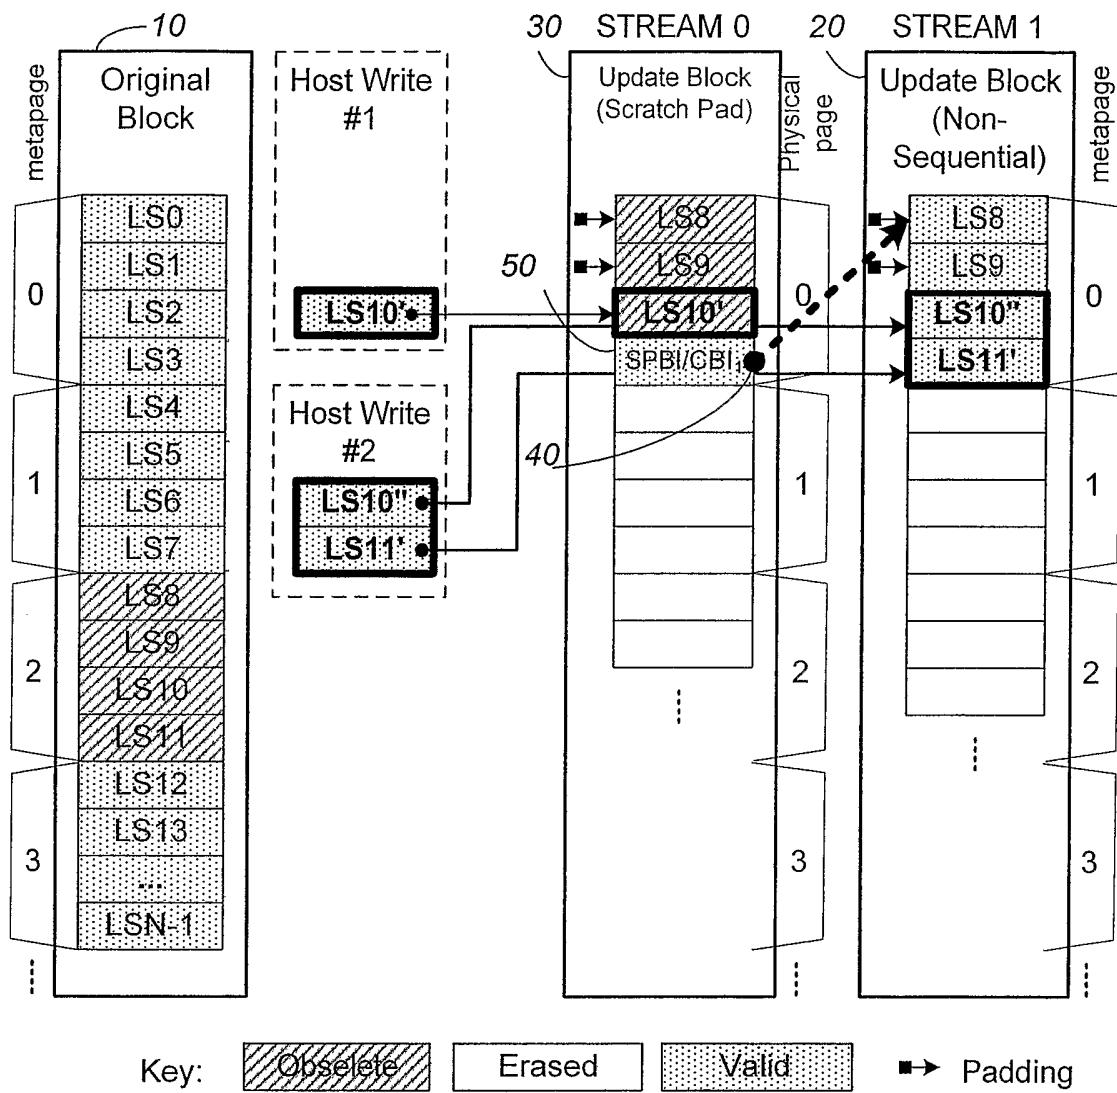 10
30 STREAM 0
20 STREAM 1
metapage
Original
Block
Host Write
#1
Update Block
(Scratch Pad)
Physical
page
Update Block
(Non-
Sequential)
metapage
LS0
LS1
LS2
LS3
LS4
LS5
LS6
LS7
LS8
LS9
LS10
LS11
LS12
LS13
...
LSN-1
0
1
2
3
LS10'
Host Write
#2
LS10"
LS11'
50
40
LS8
LS9
LS10'
SPBI/CBI
0
1
2
3
LS8
LS9
LS10"
LS11'
0
1
2
3
Key:
Obselete
Erased
Valid
Padding